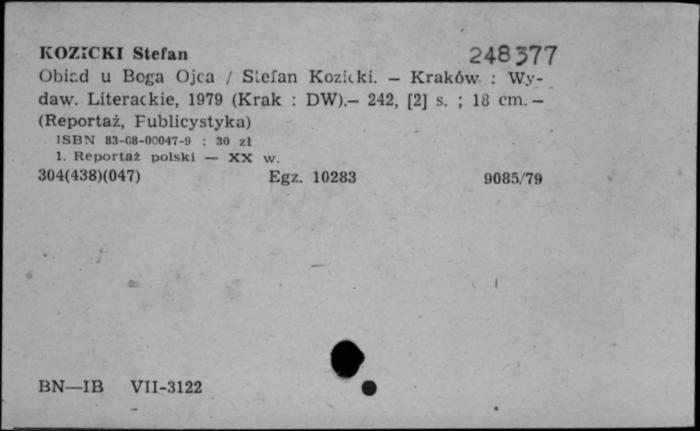 KOZICKI Stefan 248377
Obiad u Boga Ojca / Stefan Kozicki. — Kraków : Wy-
daw. Literackie, 1979 (Krak : DW).— 242, [2] s. ; 18 cm. —
(Reportaż, Publicystyka)
ISBN 83-08-00047-9 : 30 zł
1. Reportaż polski — XX w.
304(438)(047) Egz. 10283 9085/79
BN—IB VII-3122